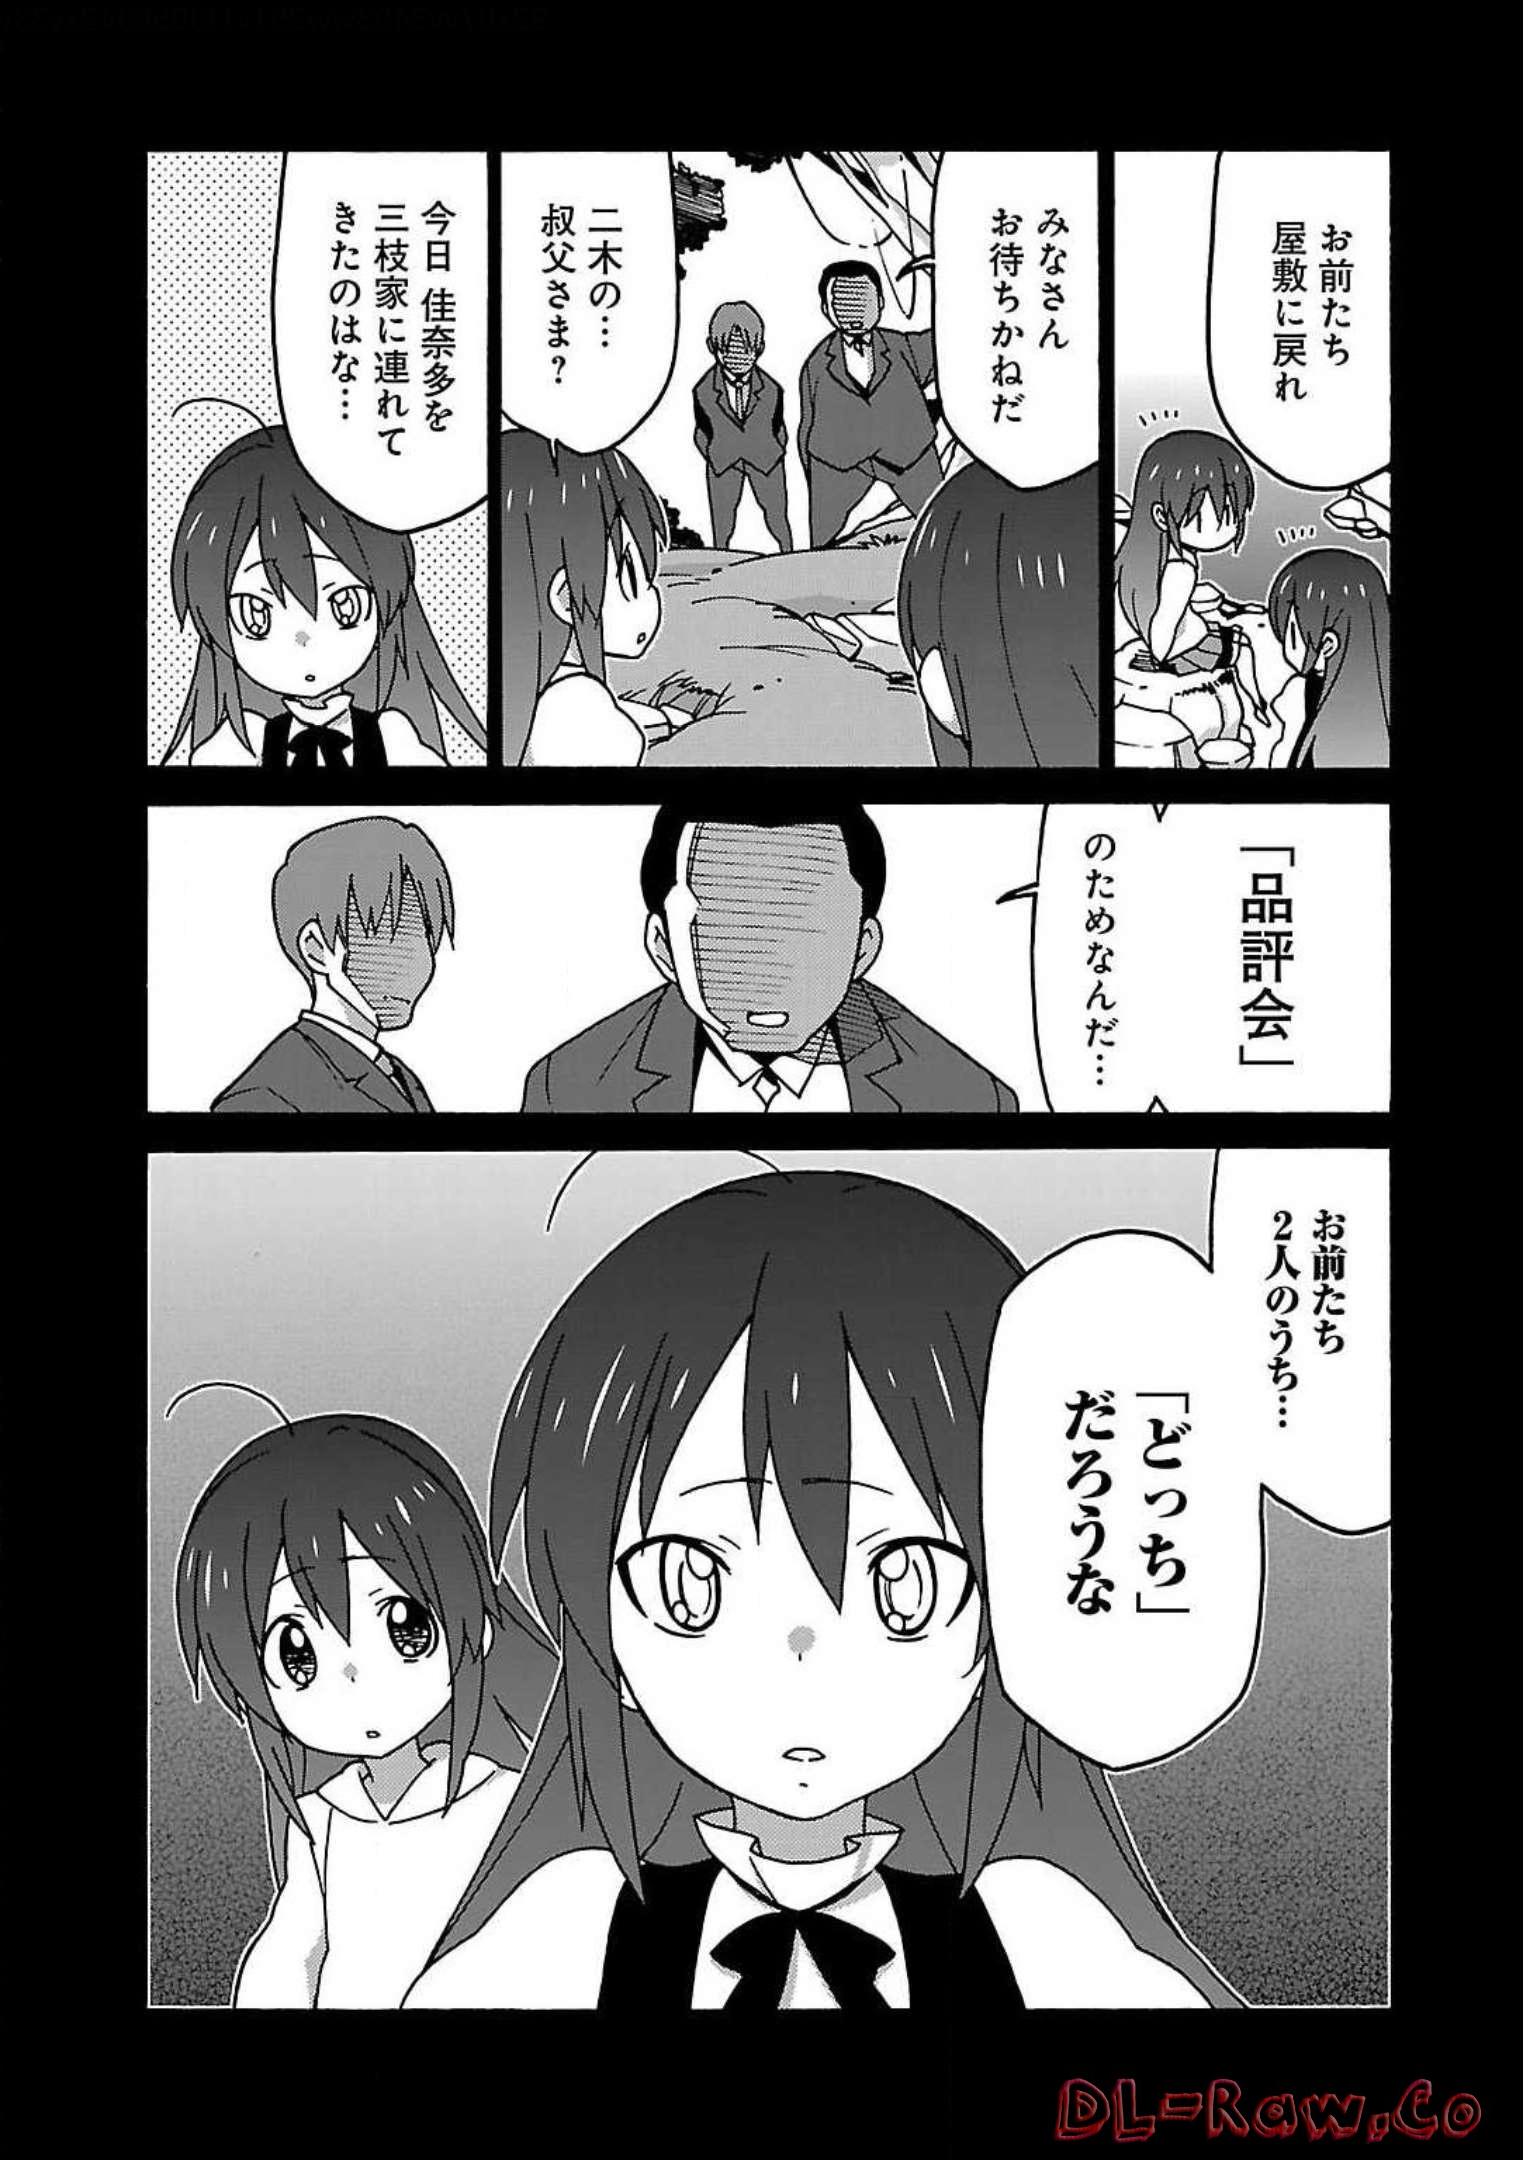 お前たち
屋敷に戻れ
みなさん
お待ちかねだ
二木の…
叔父さま？
今日 佳奈多を
三枝家に連れて
きたのはな…
「品評会」
のためなんだ…
お前たち
2人のうち…
「どっち」
だろうな
DL-Raw.Co